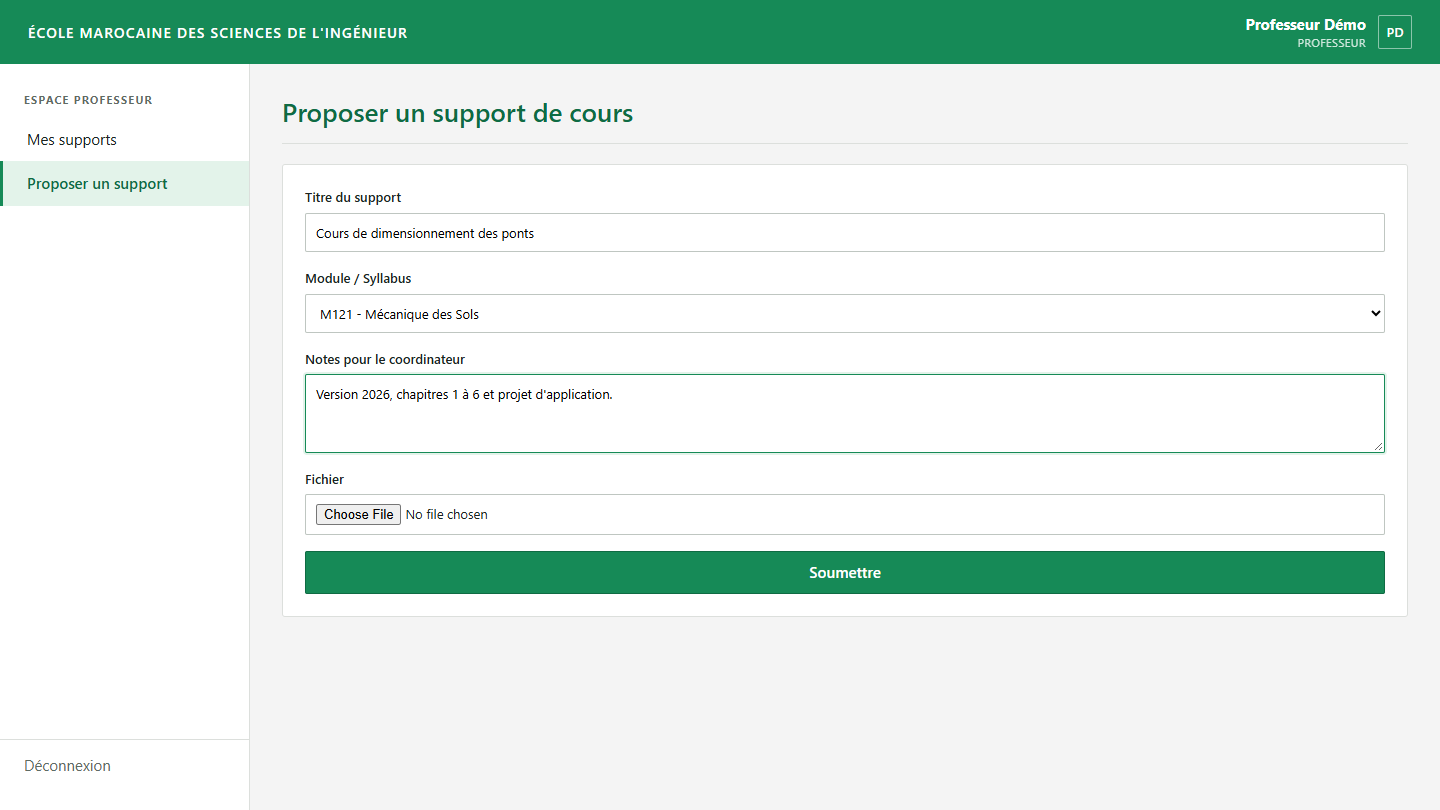 ÉCOLE MAROCAINE DES SCIENCES DE L'INGÉNIEUR
Professeur Démo
PROFESSEUR
PD
ESPACE PROFESSEUR
Mes supports
Proposer un support
Déconnexion
Proposer un support de cours
Titre du support
Cours de dimensionnement des ponts
Module / Syllabus
M121 - Mécanique des Sols
Notes pour le coordinateur
Version 2026, chapitres 1 à 6 et projet d'application.
Fichier
Choose File No file chosen
Soumettre